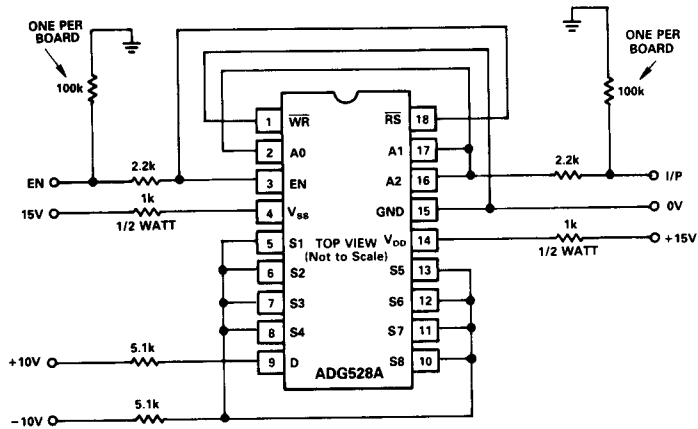 ONE PER
BOARD
100k
ONE PER
BOARD
100k
1 WR RS 18
2 A0 A1 17
EN 2.2k 3 EN A2 16 2.2k I/P
15V 1k 4 VSS GND 15 0V
1/2 WATT
5 S1 TOP VIEW VDD 14 1k +15V
(Not to Scale) 1/2 WATT
6 S2 S5 13
7 S3 S6 12
8 S4 S7 11
+10V 5.1k 9 D S8 10
ADG528A
-10V 5.1k